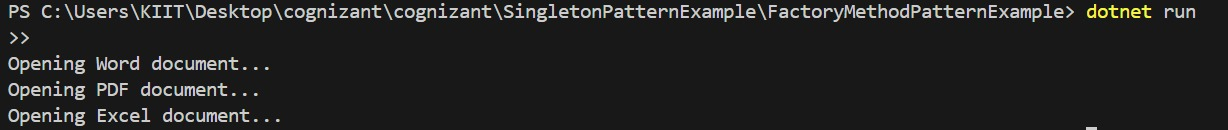 PS C:\Users\KIIT\Desktop\cognizant\cognizant\SingletonPatternExample\FactoryMethodPatternExample> dotnet run
>>
Opening Word document...
Opening PDF document...
Opening Excel document...